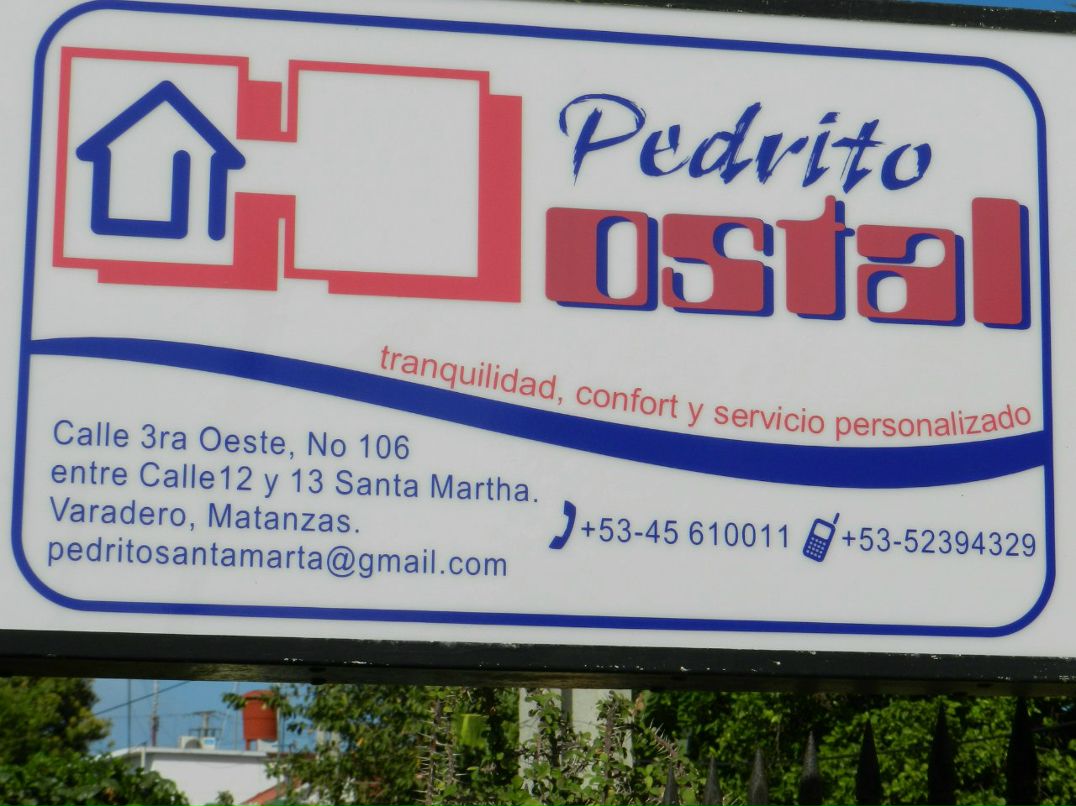 Pedrito
Hostal
tranquilidad, confort y servicio personalizado
Calle 3ra Oeste, No 106
entre Calle12 y 13 Santa Martha.
Varadero, Matanzas.
pedritosantamarta@gmail.com
+53-45 610011
+53-52394329